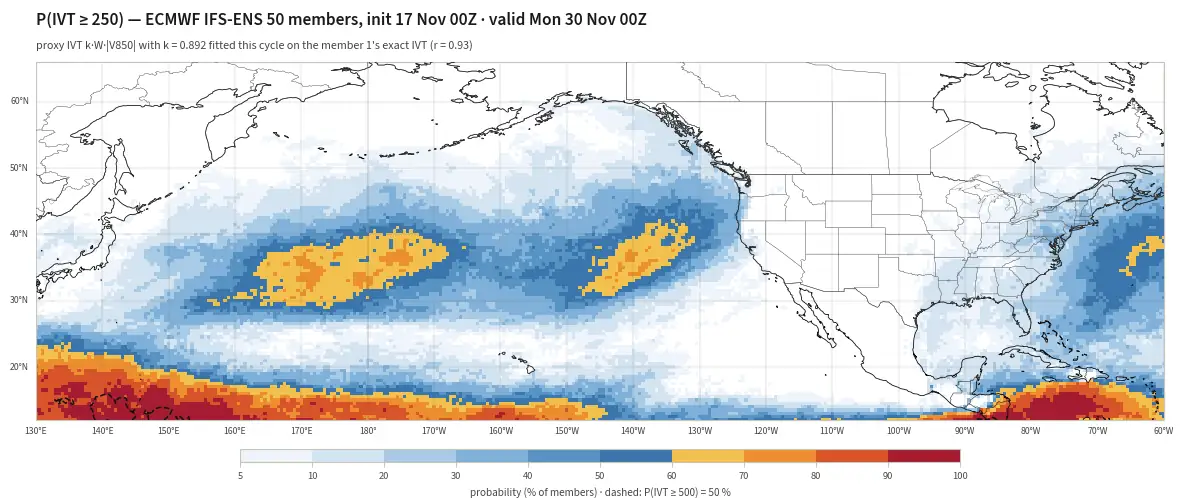 P(IVT ≥ 250) — ECMWF IFS-ENS 50 members, init 17 Nov 00Z · valid Mon 30 Nov 00Z
proxy IVT k·W·|V850| with k = 0.892 fitted this cycle on the member 1's exact IVT (r = 0.93)
60°N
50°N
40°N
30°N
20°N
130°E 140°E 150°E 160°E 170°E 180° 170°W 160°W 150°W 140°W 130°W 120°W 110°W 100°W 90°W 80°W 70°W 60°W
5 10 20 30 40 50 60 70 80 90 100
probability (% of members) · dashed: P(IVT ≥ 500) = 50 %